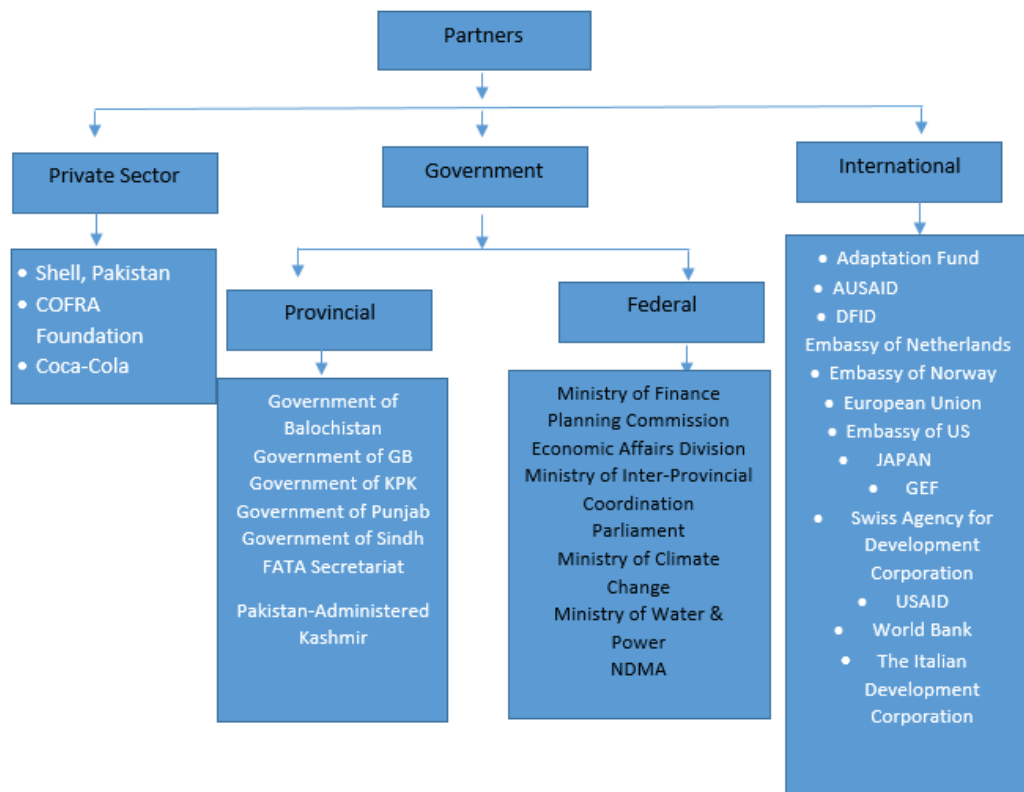 Partners
Private Sector
Government
International
• Shell, Pakistan
• COFRA
Foundation
• Coca-Cola
Provincial
Federal
Government of
Balochistan
Government of GB
Government of KPK
Government of Punjab
Government of Sindh
FATA Secretariat
Pakistan-Administered
Kashmir
Ministry of Finance
Planning Commission
Economic Affairs Division
Ministry of Inter-Provincial
Coordination
Parliament
Ministry of Climate
Change
Ministry of Water &
Power
NDMA
• Adaptation Fund
• AUSAID
• DFID
Embassy of Netherlands
• Embassy of Norway
• European Union
• Embassy of US
• JAPAN
• GEF
• Swiss Agency for
Development
Corporation
• USAID
• World Bank
• The Italian
Development
Corporation